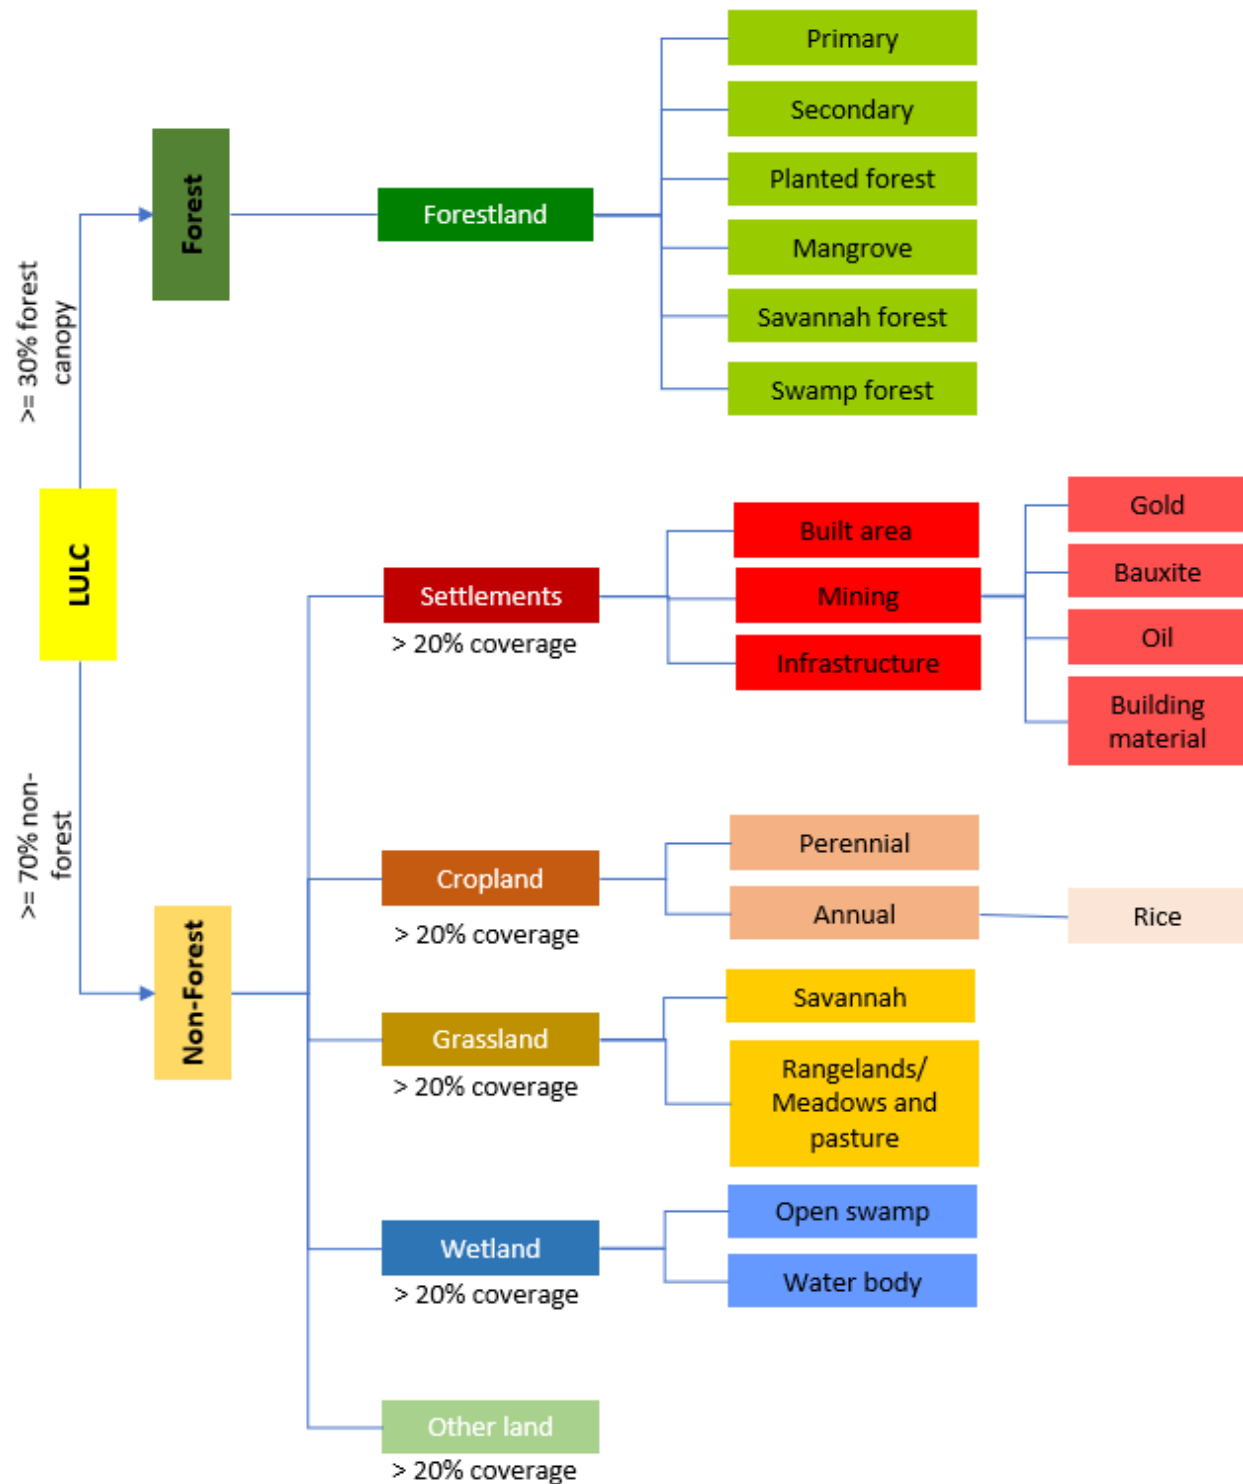 Primary
Secondary
Planted forest
Mangrove
Savannah forest
Swamp forest
Forestland
Forest
>= 30% forest
canopy
LULC
>= 70% non-
forest
Non-Forest
Settlements
> 20% coverage
Built area
Mining
Infrastructure
Gold
Bauxite
Oil
Building
material
Cropland
> 20% coverage
Perennial
Annual
Rice
Grassland
> 20% coverage
Savannah
Rangelands/
Meadows and
pasture
Wetland
> 20% coverage
Open swamp
Water body
Other land
> 20% coverage